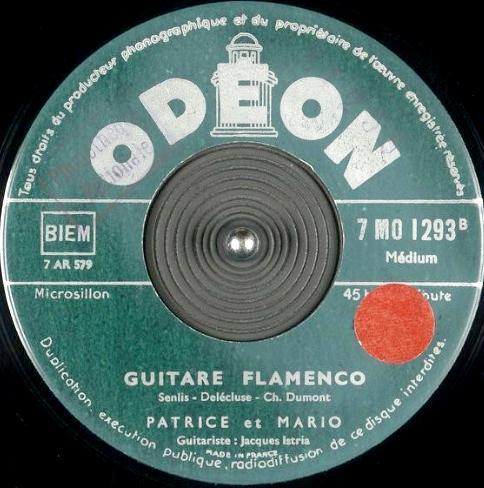 Tous droits du producteur phonographique et du propriétaire de l'œuvre enregistrée réservés
ODEON
BIEM
7 AR 579
7 MO 1293 B
Médium
Microsillon
45
GUITARE FLAMENCO
Senlis - Delécluse - Ch. Dumont
PATRICE et MARIO
Guitariste : Jacques Istria
MADE IN FRANCE
Duplication, exécution publique, radiodiffusion de ce disque interdites.